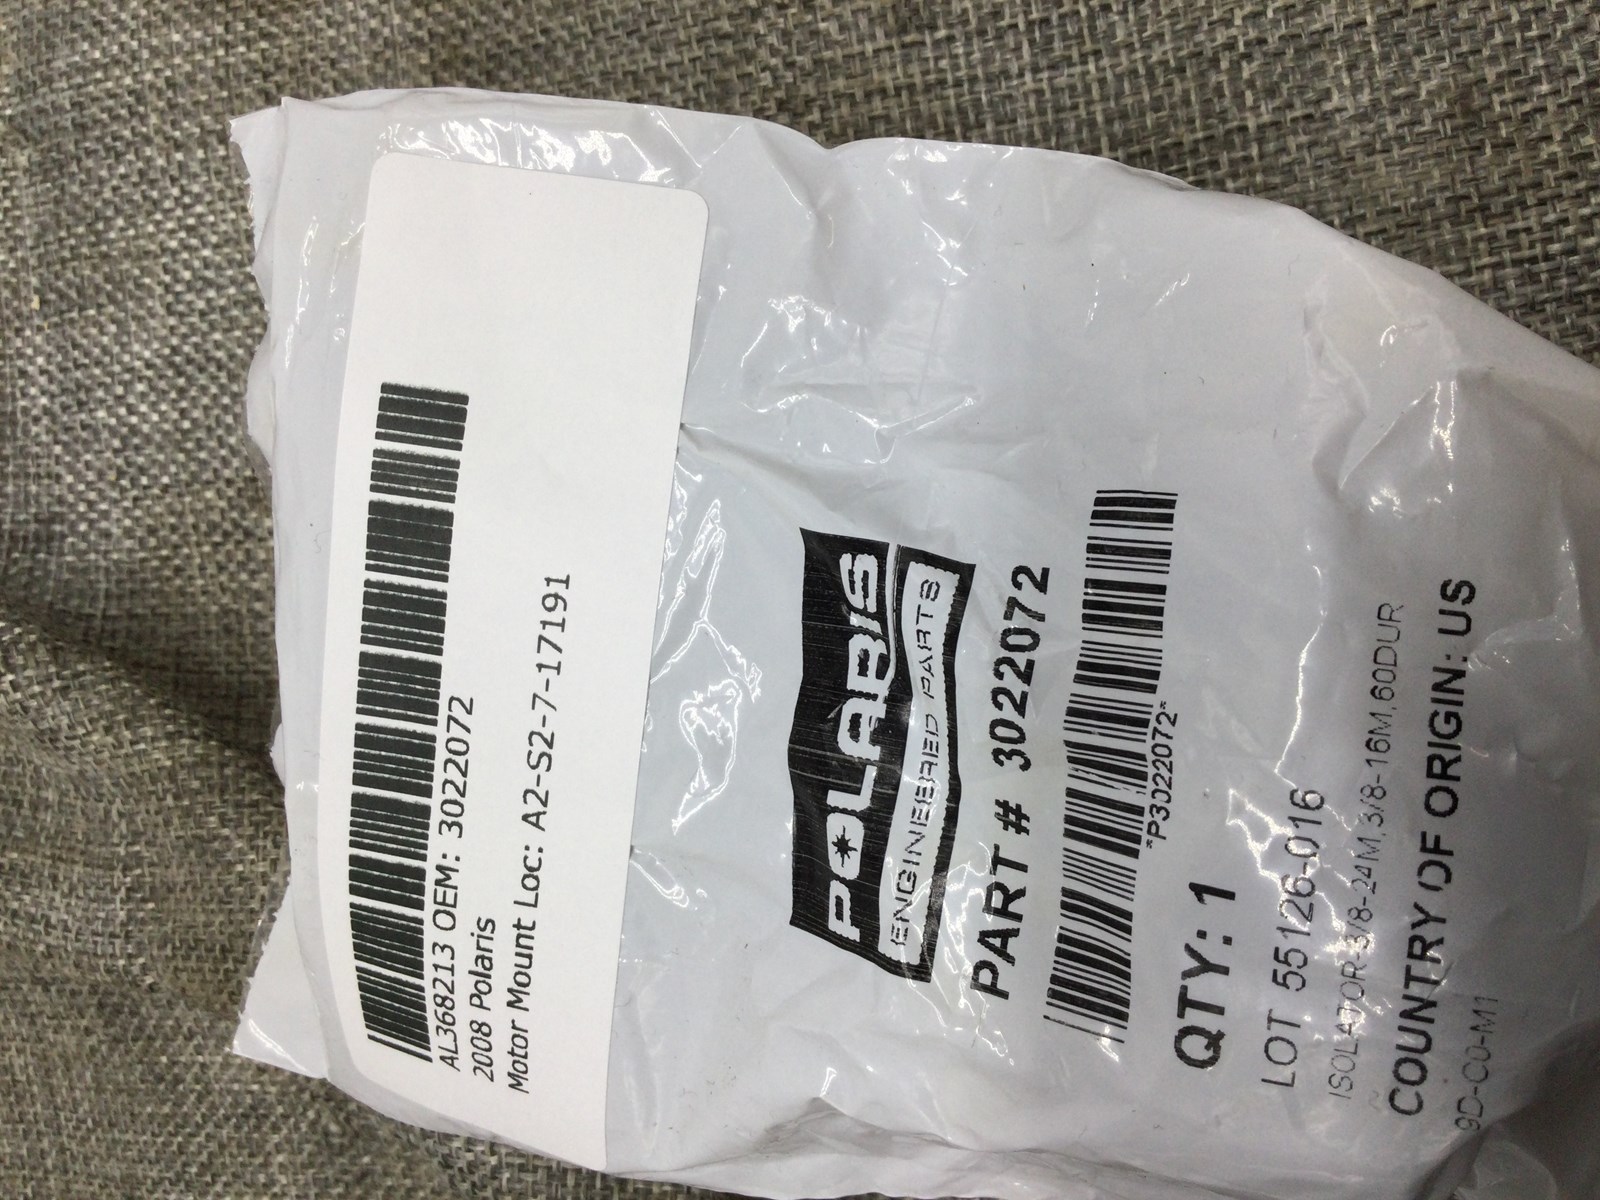 AL368213 OEM: 3022072
2008 Polaris
Motor Mount Loc: A2-S2-7-17191
POLARIS
ENGINEERED PARTS
PART # 3022072
*P3022072*
QTY: 1
LOT 55126-016
ISOLATOR-3/8-24M,3/8-16M,60DUR
COUNTRY OF ORIGIN: US
9D-C0-M1